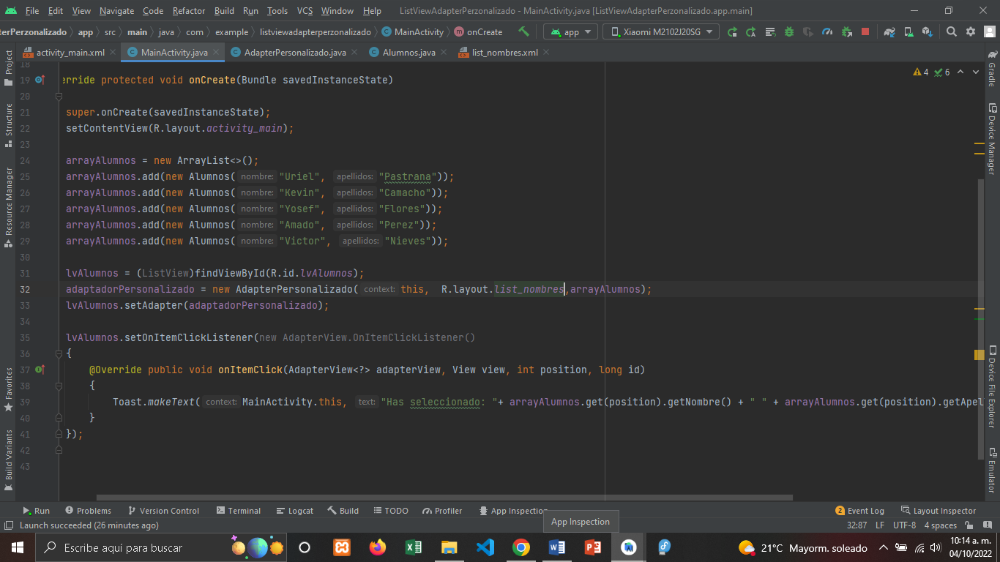 File Edit View Navigate Code Refactor Build Run Tools VCS Window Help ListViewAdapterPerzonalizado - MainActivity.java [ListViewAdapterPerzonalizado.app.main]
terPerzonalizado app src main java com example listviewadapterperzonalizado MainActivity onCreate app Xiaomi M2102J20SG
activity_main.xml MainActivity.java AdapterPersonalizado.java Alumnos.java list_nombres.xml
Project
Structure
Resource Manager
Favorites
Build Variants
18
19 erride protected void onCreate(Bundle savedInstanceState)
4 6
20
21 super.onCreate(savedInstanceState);
22 setContentView(R.layout.activity_main);
23
24 arrayAlumnos = new ArrayList<>();
25 arrayAlumnos.add(new Alumnos( nombre: "Uriel", apellidos: "Pastrana"));
26 arrayAlumnos.add(new Alumnos( nombre: "Kevin", apellidos: "Camacho"));
27 arrayAlumnos.add(new Alumnos( nombre: "Yosef", apellidos: "Flores"));
28 arrayAlumnos.add(new Alumnos( nombre: "Amado", apellidos: "Perez"));
29 arrayAlumnos.add(new Alumnos( nombre: "Victor", apellidos: "Nieves"));
30
31 lvAlumnos = (ListView)findViewById(R.id.lvAlumnos);
32 adaptadorPersonalizado = new AdapterPersonalizado( context: this, R.layout.list_nombres,arrayAlumnos);
33 lvAlumnos.setAdapter(adaptadorPersonalizado);
34
35 lvAlumnos.setOnItemClickListener(new AdapterView.OnItemClickListener()
36 {
37 @Override public void onItemClick(AdapterView<?> adapterView, View view, int position, long id)
38 {
39 Toast.makeText( context: MainActivity.this, text: "Has seleccionado: "+ arrayAlumnos.get(position).getNombre() + " " + arrayAlumnos.get(position).getApel
40 }
41 });
42
43
Gradle
Device Manager
Device File Explorer
Emulator
Run Problems Version Control Terminal Logcat Build TODO Profiler App Inspection 2 Event Log Layout Inspector
App Inspection
Launch succeeded (26 minutes ago) 32:87 LF UTF-8 4 spaces
Escribe aquí para buscar 21°C Mayorm. soleado 10:14 a. m.
04/10/2022